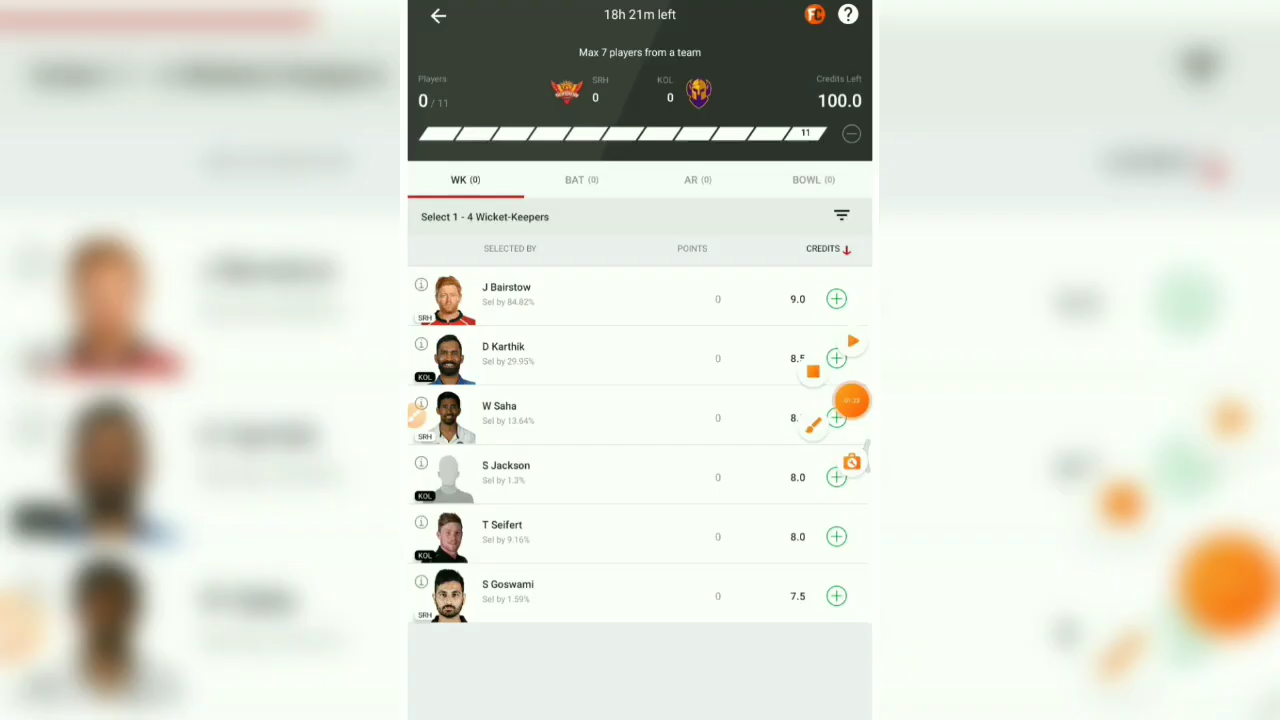 18h 21m left
FC
?
Max 7 players from a team
Players
SRH
KOL
Credits Left
0 / 11
0
0
100.0
11
WK (0)
BAT (0)
AR (0)
BOWL (0)
Select 1 - 4 Wicket-Keepers
SELECTED BY
POINTS
CREDITS
J Bairstow
Sel by 84.82%
0
9.0
SRH
D Karthik
Sel by 29.95%
0
8.5
KOL
W Saha
Sel by 13.64%
0
8.
SRH
S Jackson
Sel by 1.3%
0
8.0
KOL
T Seifert
Sel by 9.16%
0
8.0
KOL
S Goswami
Sel by 1.59%
0
7.5
SRH